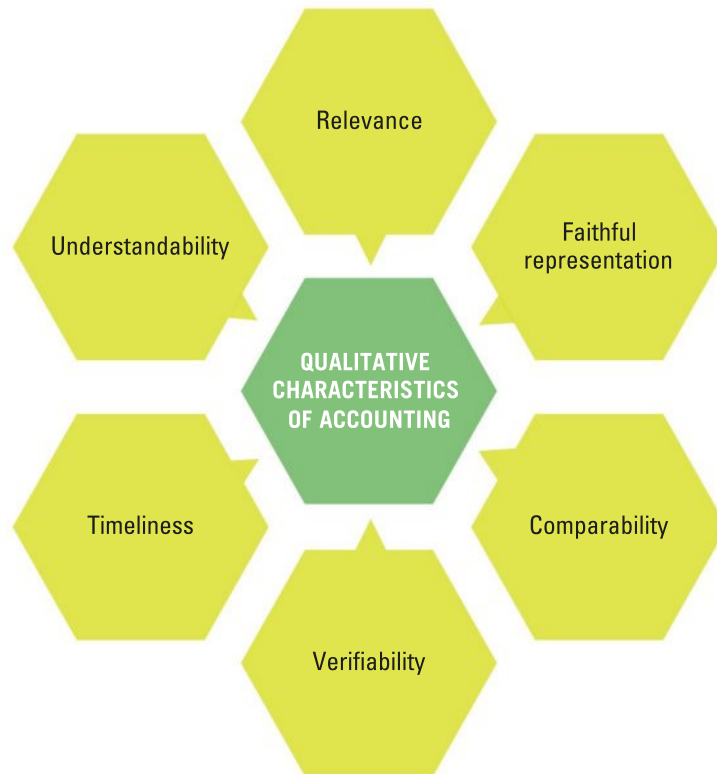 Relevance
Understandability
Faithful
representation
QUALITATIVE
CHARACTERISTICS
OF ACCOUNTING
Timeliness
Comparability
Verifiability